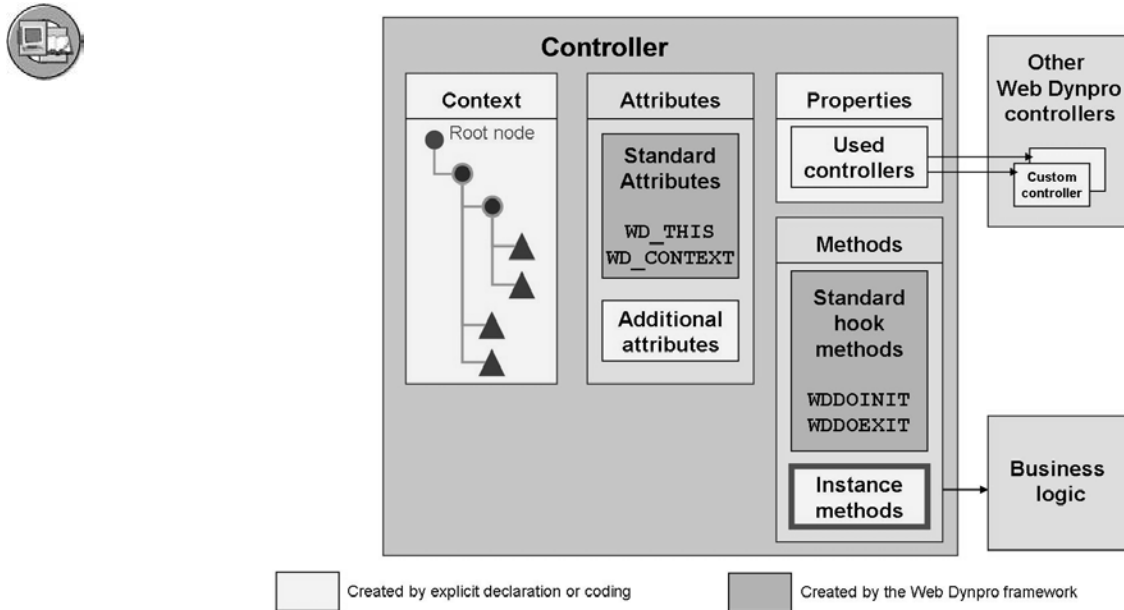 Controller
Context
Root node
Attributes
Standard
Attributes
WD_THIS
WD_CONTEXT
Additional
attributes
Properties
Used
controllers
Methods
Standard
hook
methods
WDDOINIT
WDDOEXIT
Instance
methods
Other
Web Dynpro
controllers
Custom
controller
Business
logic
Created by explicit declaration or coding
Created by the Web Dynpro framework